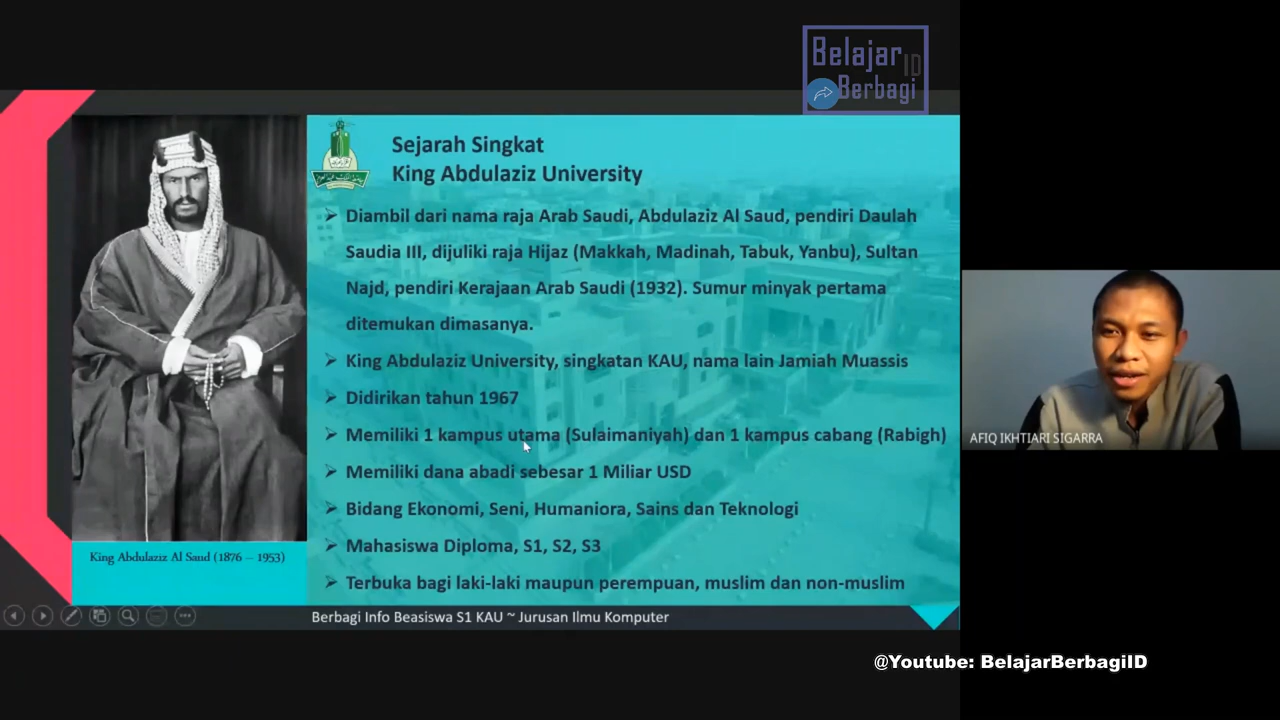 Belajar
ID
Berbagi
Sejarah Singkat
King Abdulaziz University
Diambil dari nama raja Arab Saudi, Abdulaziz Al Saud, pendiri Daulah
Saudia III, dijuliki raja Hijaz (Makkah, Madinah, Tabuk, Yanbu), Sultan
Najd, pendiri Kerajaan Arab Saudi (1932). Sumur minyak pertama
ditemukan dimasanya.
King Abdulaziz University, singkatan KAU, nama lain Jamiah Muassis
Didirikan tahun 1967
Memiliki 1 kampus utama (Sulaimaniyah) dan 1 kampus cabang (Rabigh)
Memiliki dana abadi sebesar 1 Miliar USD
Bidang Ekonomi, Seni, Humaniora, Sains dan Teknologi
Mahasiswa Diploma, S1, S2, S3
Terbuka bagi laki-laki maupun perempuan, muslim dan non-muslim
King Abdulaziz Al Saud (1876 – 1953)
Berbagi Info Beasiswa S1 KAU ~ Jurusan Ilmu Komputer
AFIQ IKHTIARI SIGARRA
@Youtube: BelajarBerbagiID